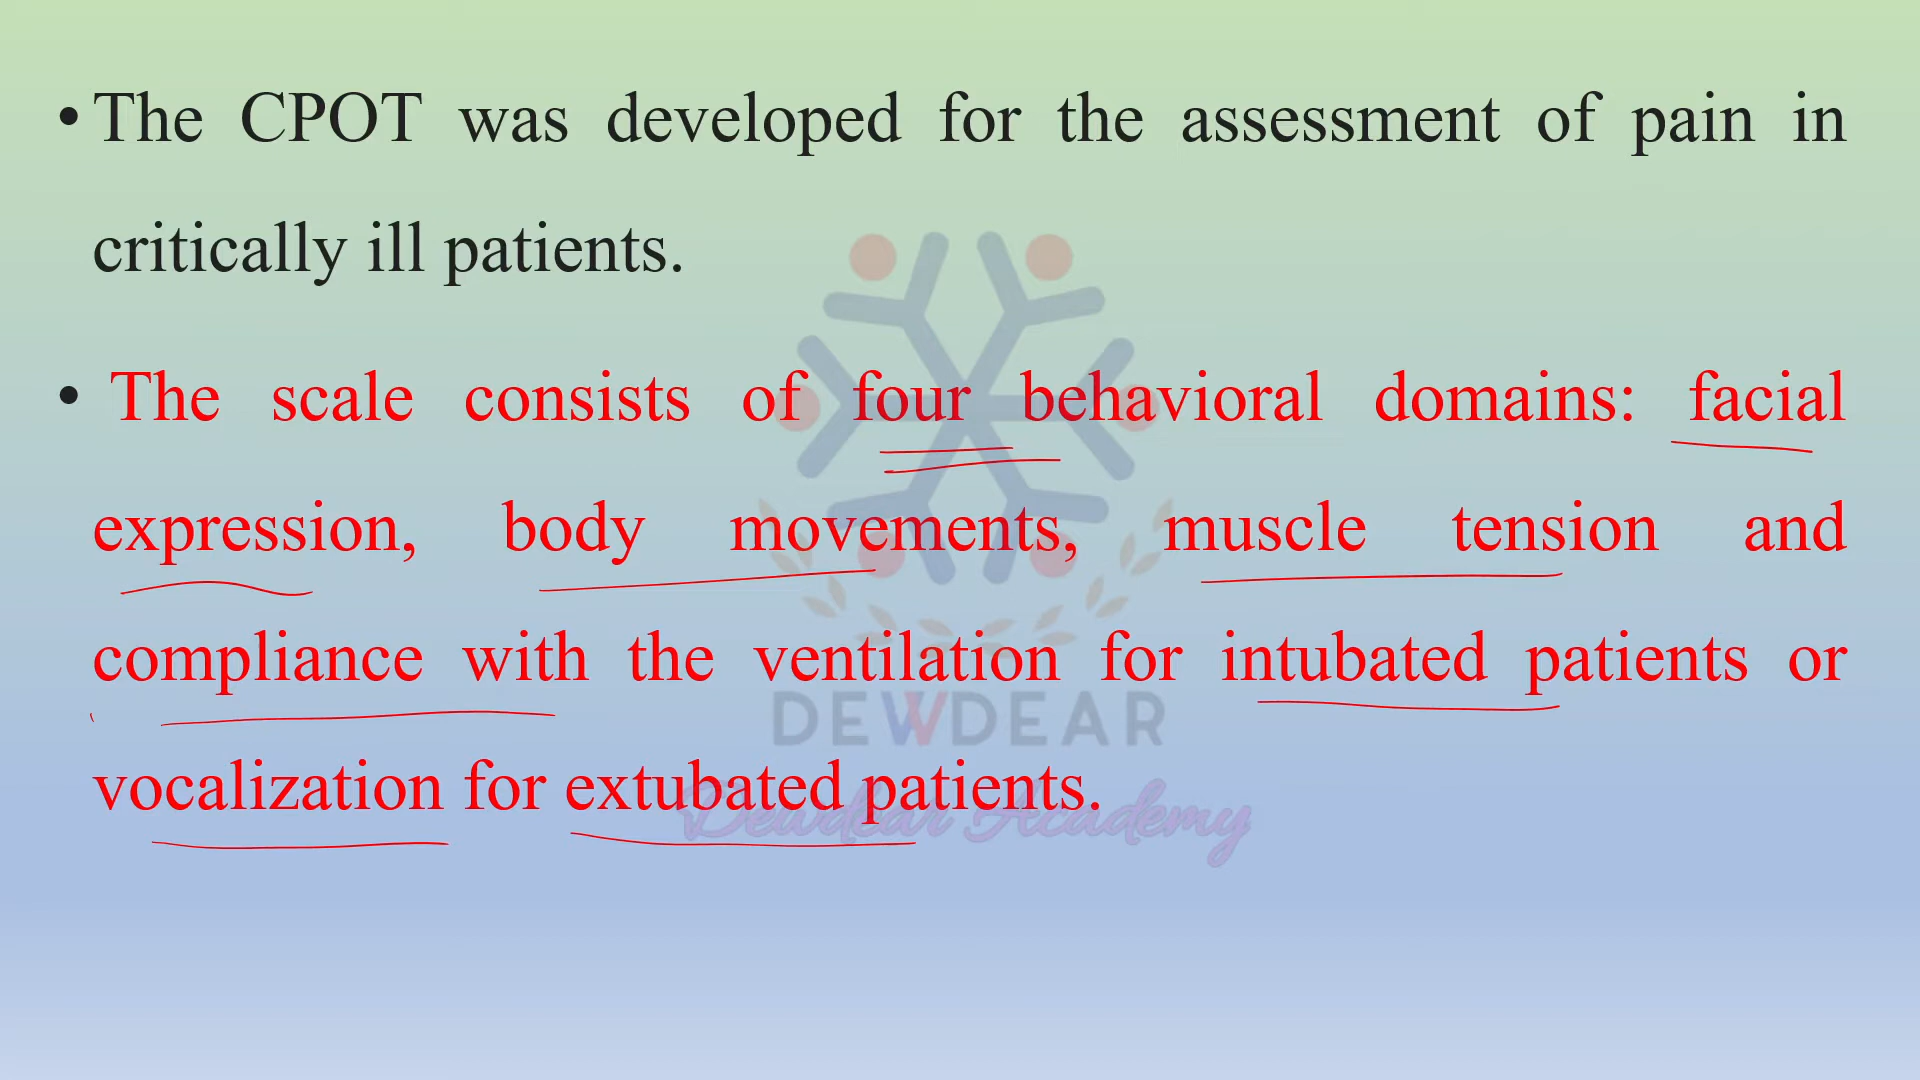 • The CPOT was developed for the assessment of pain in
critically ill patients.
• The scale consists of four behavioral domains: facial
expression, body movements, muscle tension and
compliance with the ventilation for intubated patients or
DEWDEAR
vocalization for extubated patients.
Dewdear Academy